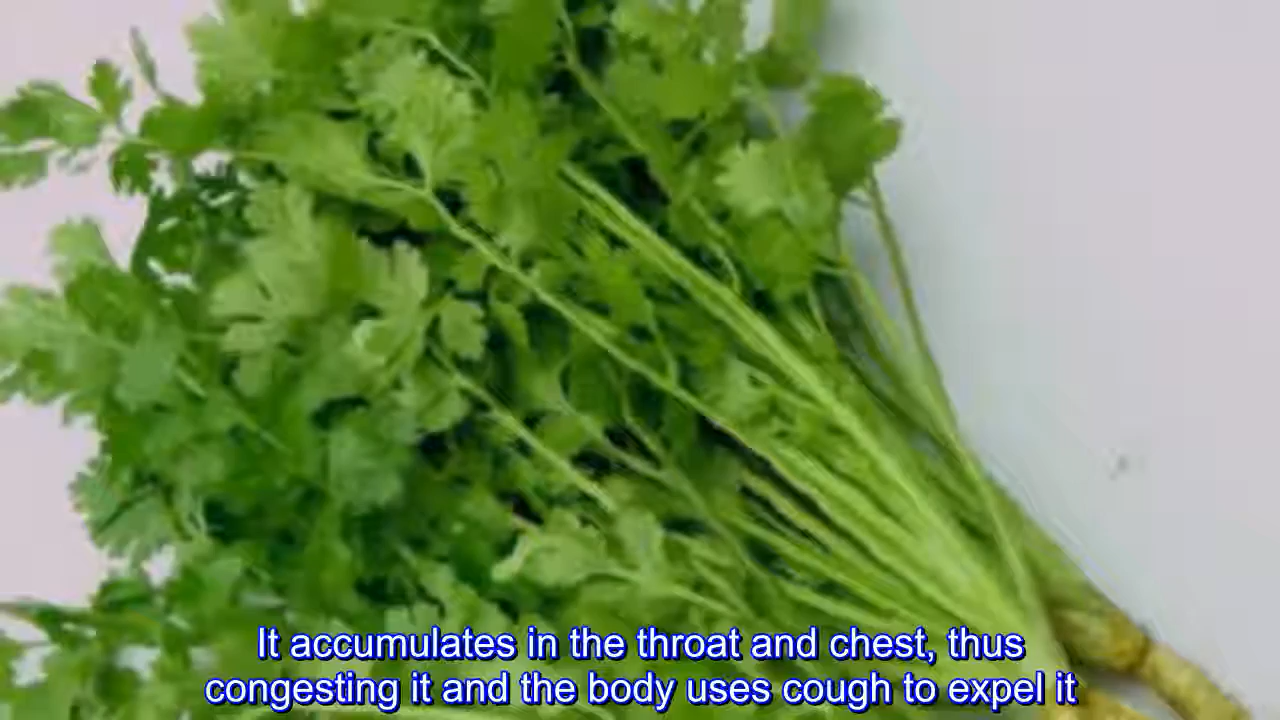 It accumulates in the throat and chest, thus
congesting it and the body uses cough to expel it